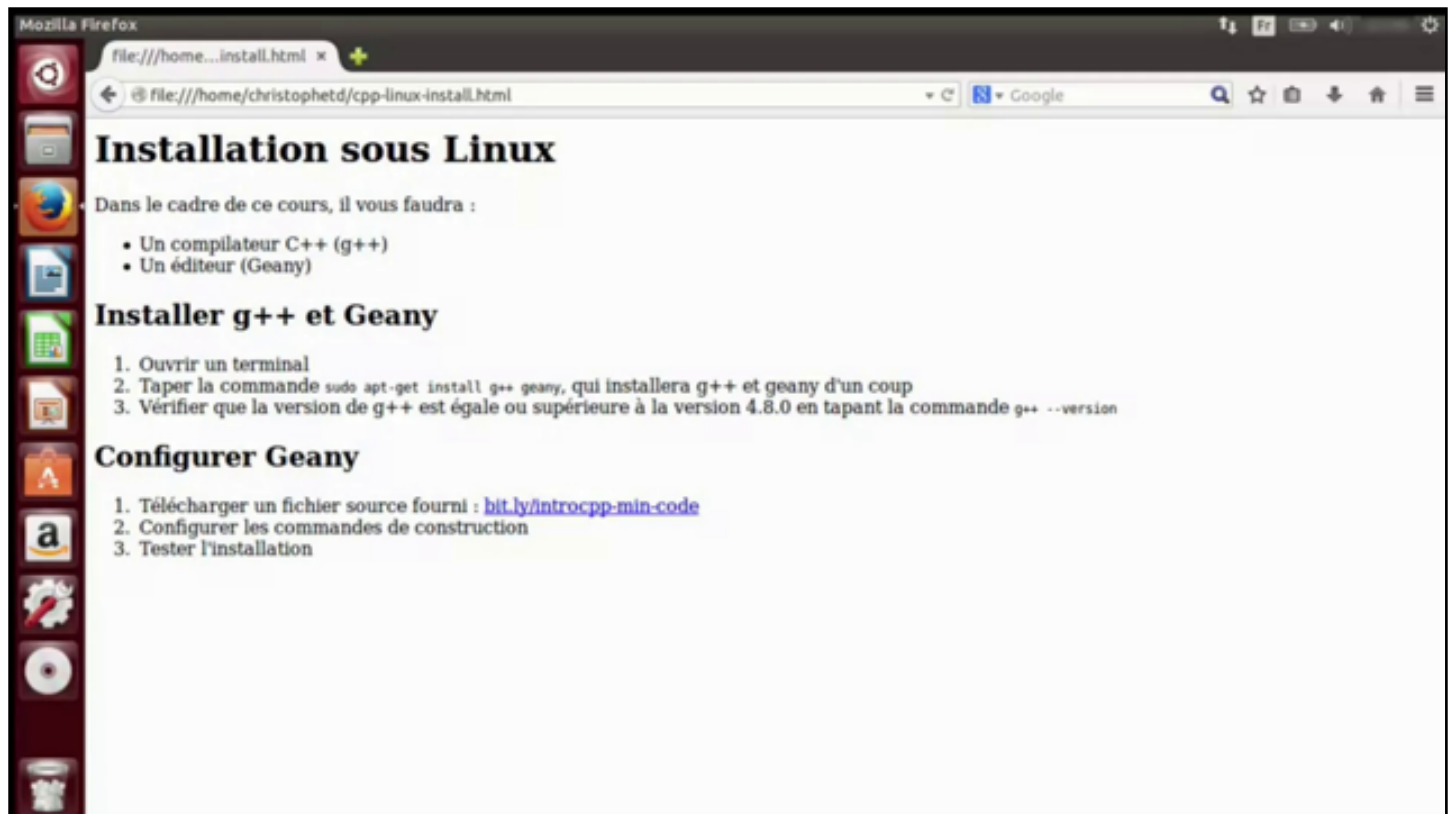 Mozilla Firefox
Fr
file:///home...install.html
file:///home/christophetd/cpp-linux-install.html
Google
Installation sous Linux
Dans le cadre de ce cours, il vous faudra :
• Un compilateur C++ (g++)
• Un éditeur (Geany)
Installer g++ et Geany
1. Ouvrir un terminal
2. Taper la commande sudo apt-get install g++ geany, qui installera g++ et geany d'un coup
3. Vérifier que la version de g++ est égale ou supérieure à la version 4.8.0 en tapant la commande g++ --version
Configurer Geany
1. Télécharger un fichier source fourni : bit.ly/introcpp-min-code
2. Configurer les commandes de construction
3. Tester l'installation